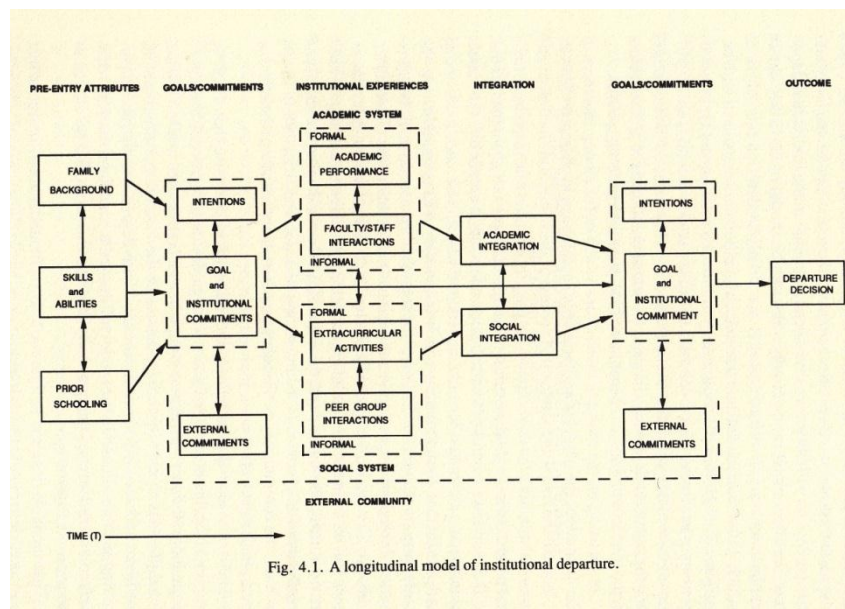 PRE-ENTRY ATTRIBUTES
GOALS/COMMITMENTS
INSTITUTIONAL EXPERIENCES
INTEGRATION
GOALS/COMMITMENTS
OUTCOME
ACADEMIC SYSTEM
FORMAL
FAMILY
BACKGROUND
ACADEMIC
PERFORMANCE
INTENTIONS
INTENTIONS
FACULTY/STAFF
INTERACTIONS
ACADEMIC
INTEGRATION
INFORMAL
SKILLS
and
ABILITIES
GOAL
and
INSTITUTIONAL
COMMITMENTS
GOAL
and
INSTITUTIONAL
COMMITMENT
DEPARTURE
DECISION
FORMAL
EXTRACURRICULAR
ACTIVITIES
SOCIAL
INTEGRATION
PRIOR
SCHOOLING
PEER GROUP
INTERACTIONS
EXTERNAL
COMMITMENTS
EXTERNAL
COMMITMENTS
INFORMAL
SOCIAL SYSTEM
EXTERNAL COMMUNITY
TIME (T)
Fig. 4.1. A longitudinal model of institutional departure.